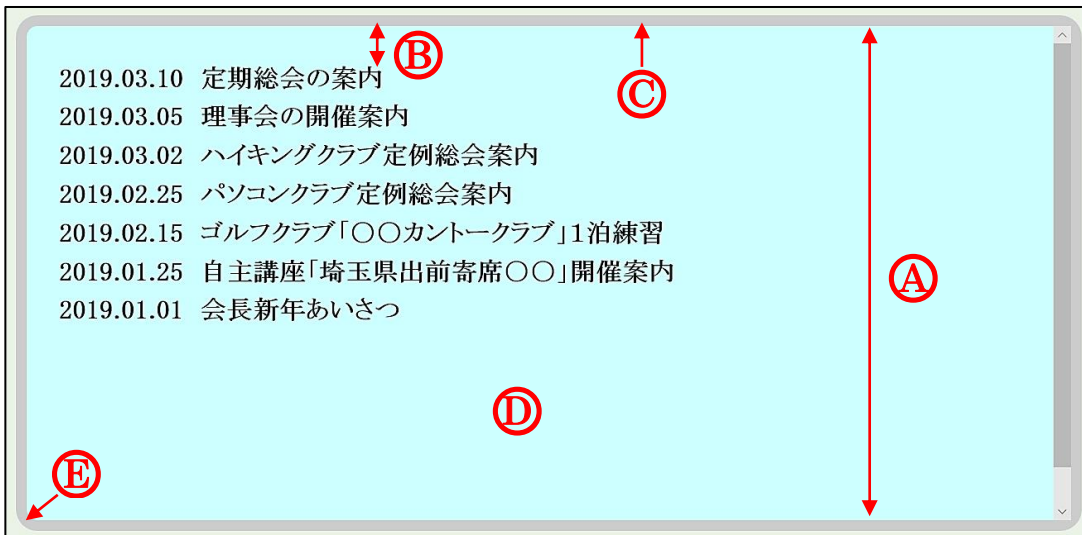 Ⓑ
Ⓒ
2019.03.10 定期総会の案内
2019.03.05 理事会の開催案内
2019.03.02 ハイキングクラブ定例総会案内
2019.02.25 パソコンクラブ定例総会案内
2019.02.15 ゴルフクラブ「〇〇カントークラブ」1泊練習
2019.01.25 自主講座「埼玉県出前寄席〇〇」開催案内
Ⓐ
2019.01.01 会長新年あいさつ
Ⓓ
Ⓔ